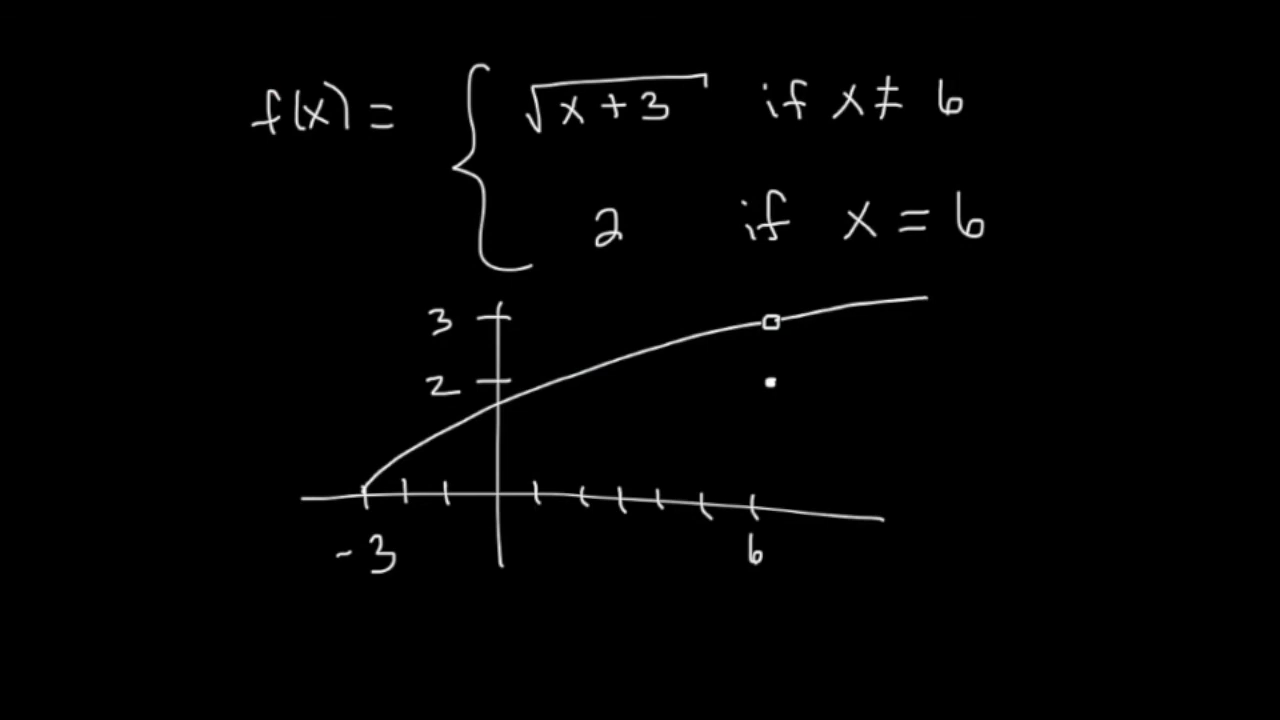 f(x) = { √(x + 3) if x ≠ 6
2 if x = 6
3
2
-3 6